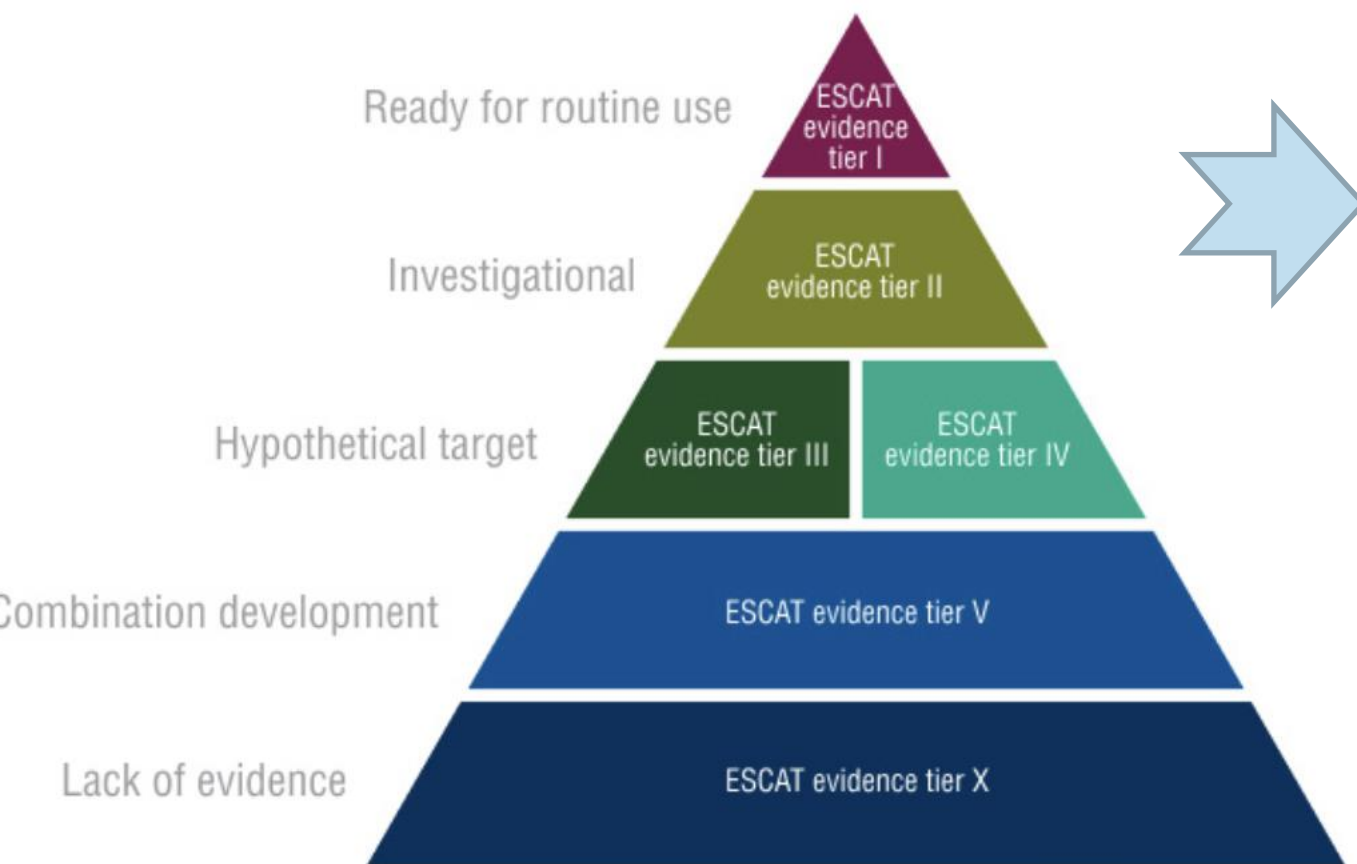 Ready for routine use
ESCAT
evidence
tier I
Investigational
ESCAT
evidence tier II
Hypothetical target
ESCAT
evidence tier III
ESCAT
evidence tier IV
Combination development
ESCAT evidence tier V
Lack of evidence
ESCAT evidence tier X